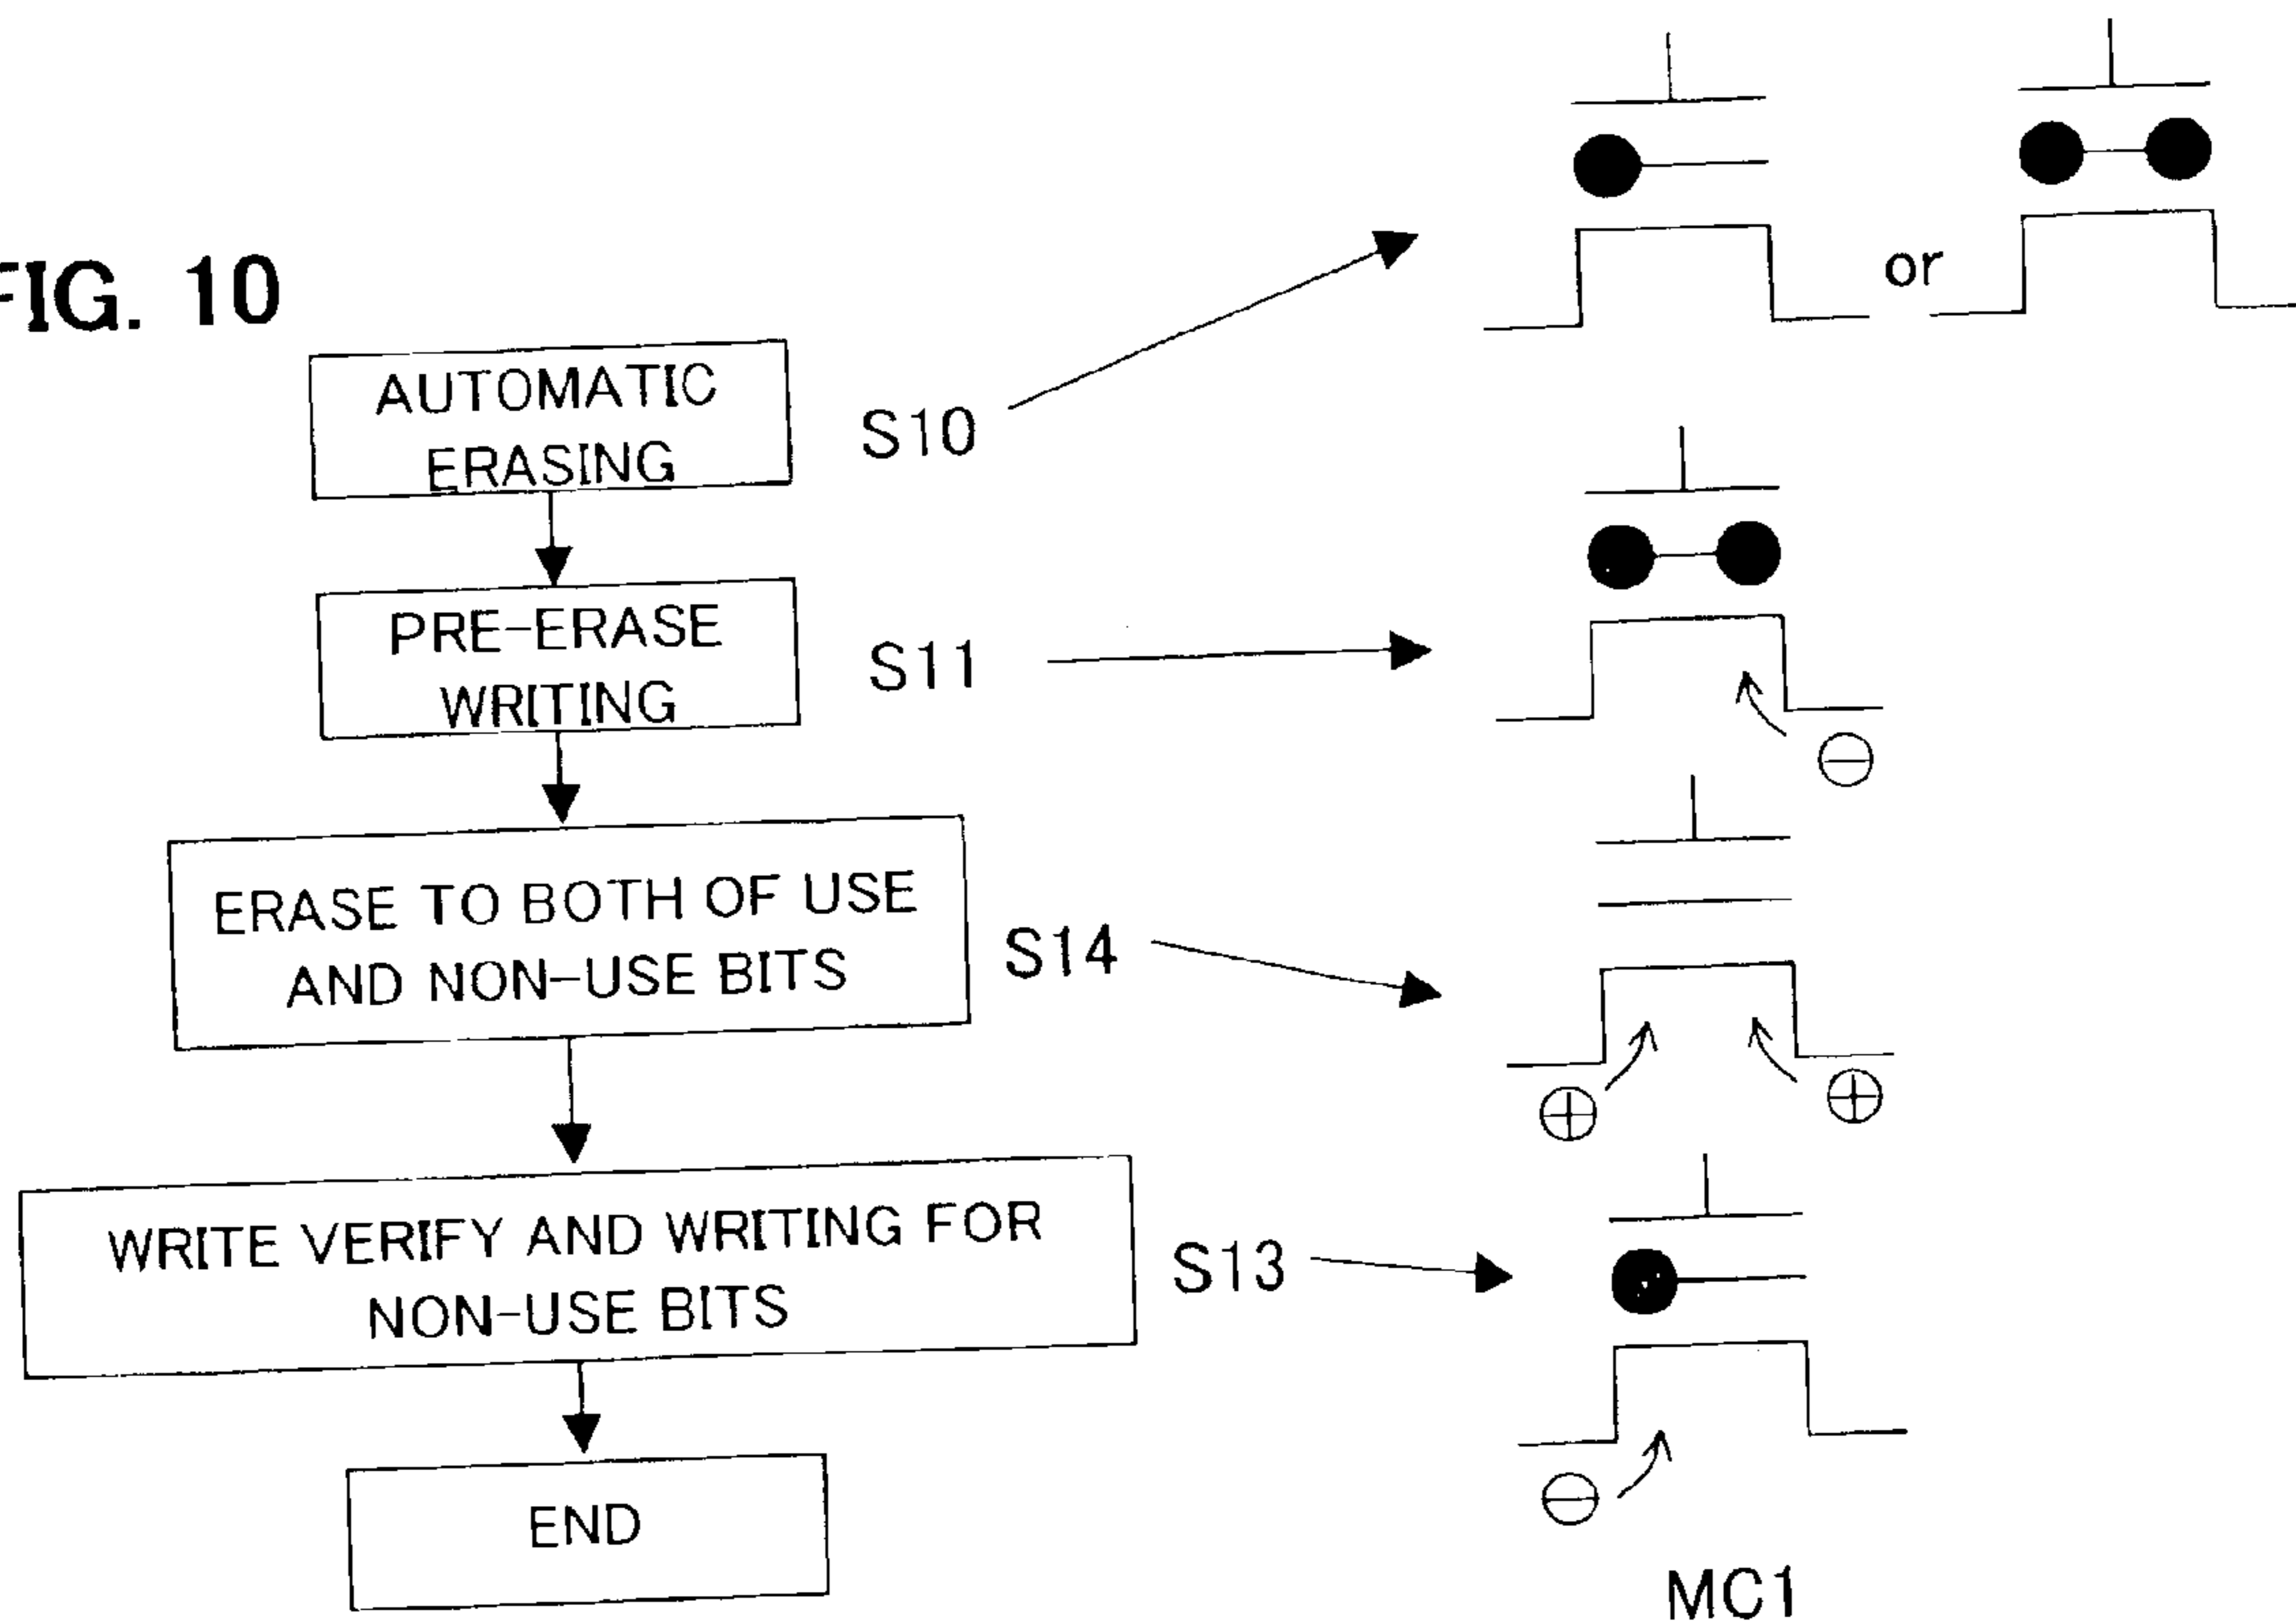 FIG. 10
AUTOMATIC
ERASING
S10
or
PRE-ERASE
WRITING
S11
ERASE TO BOTH OF USE
AND NON-USE BITS
S14
WRITE VERIFY AND WRITING FOR
NON-USE BITS
S13
END
MC1